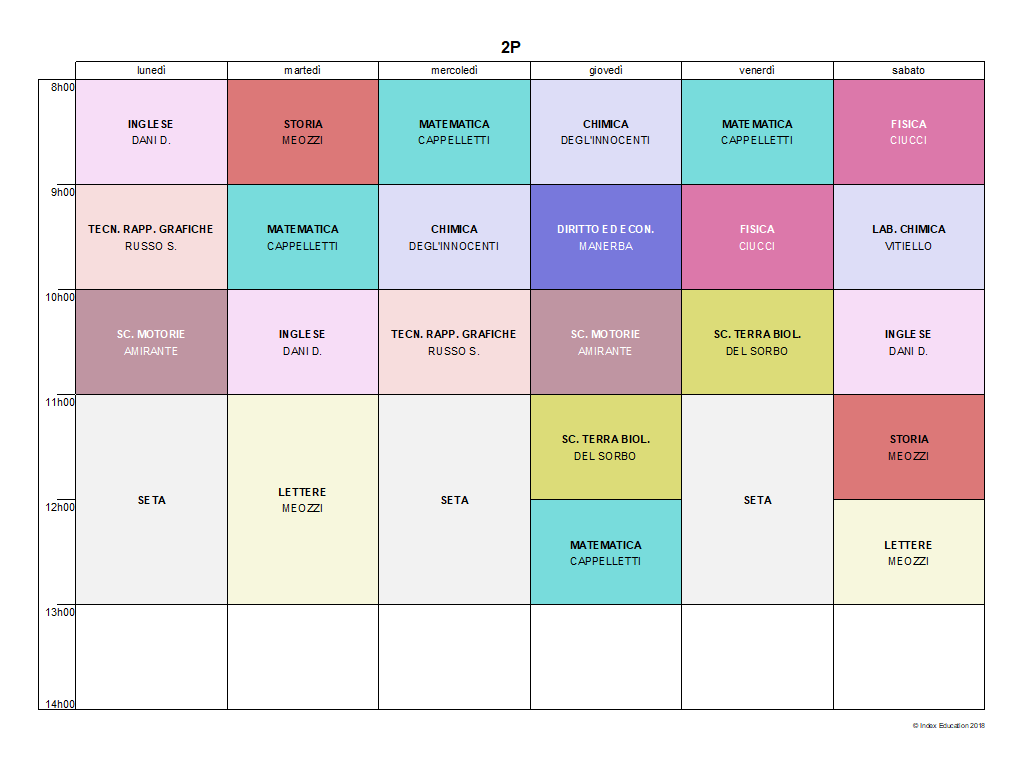 2P
lunedì martedì mercoledì giovedì venerdì sabato
8h00
INGLESE STORIA MATEMATICA CHIMICA MATEMATICA FISICA
DANI D. MEOZZI CAPPELLETTI DEGL'INNOCENTI CAPPELLETTI CIUCCI
9h00
TECN. RAPP. GRAFICHE MATEMATICA CHIMICA DIRITTO ED ECON. FISICA LAB. CHIMICA
RUSSO S. CAPPELLETTI DEGL'INNOCENTI MANERBA CIUCCI VITIELLO
10h00
SC. MOTORIE INGLESE TECN. RAPP. GRAFICHE SC. MOTORIE SC. TERRA BIOL. INGLESE
AMIRANTE DANI D. RUSSO S. AMIRANTE DEL SORBO DANI D.
11h00
SC. TERRA BIOL. STORIA
DEL SORBO MEOZZI
LETTERE
SETA SETA SETA
MEOZZI
12h00
MATEMATICA LETTERE
CAPPELLETTI MEOZZI
13h00
14h00
© Index Education 2018